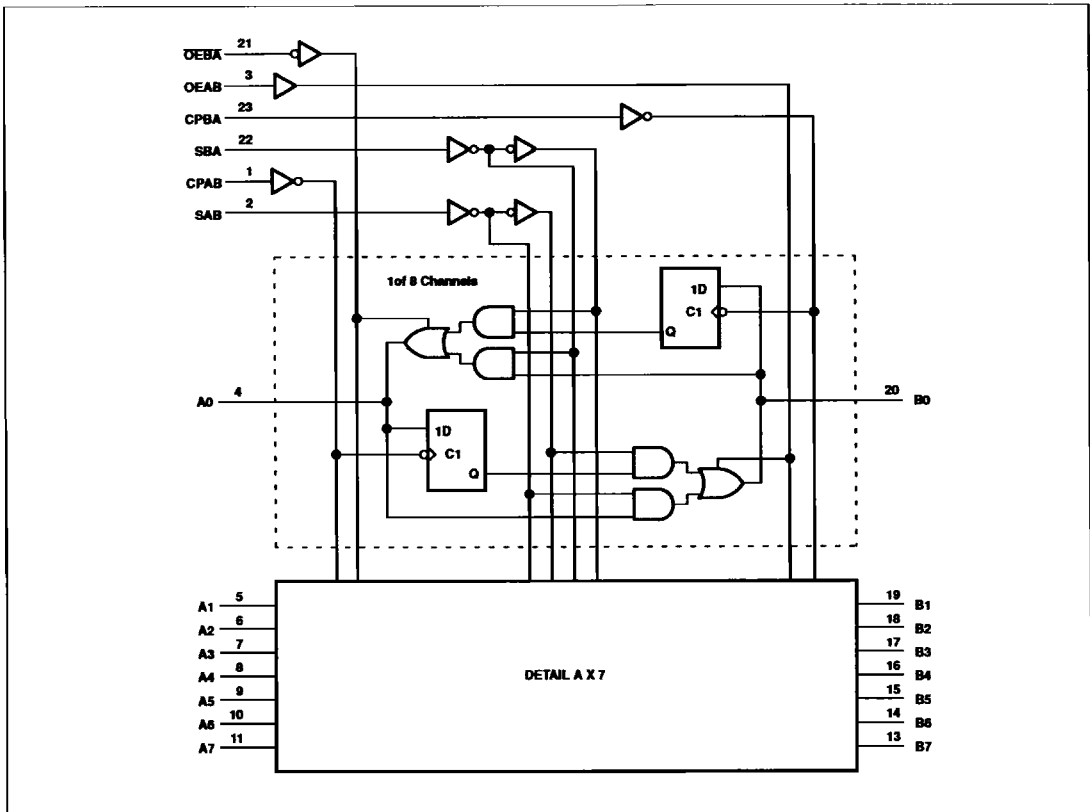 OEBA 21
OEAB 3
CPBA 23
SBA 22
CPAB 1
SAB 2
1of 8 Channels
1D
C1
Q
A0 4
20 B0
1D
C1
Q
A1 5
A2 6
A3 7
A4 8
A5 9
A6 10
A7 11
DETAIL A X 7
19 B1
18 B2
17 B3
16 B4
15 B5
14 B6
13 B7